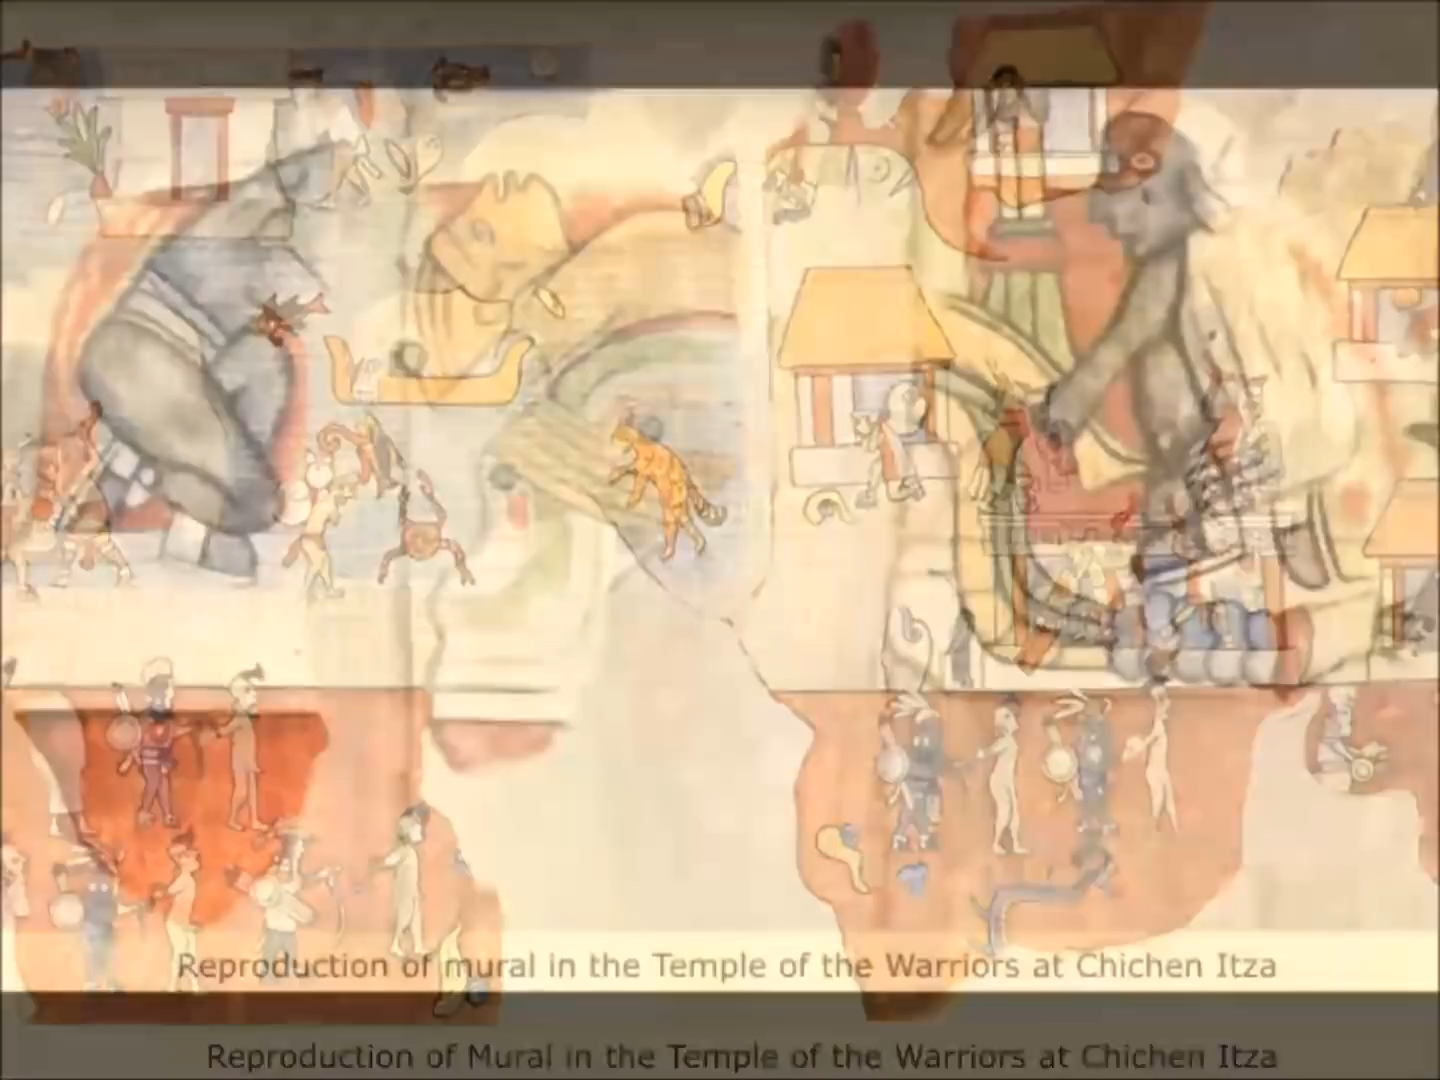 Reproduction of mural in the Temple of the Warriors at Chichen Itza
Reproduction of Mural in the Temple of the Warriors at Chichen Itza